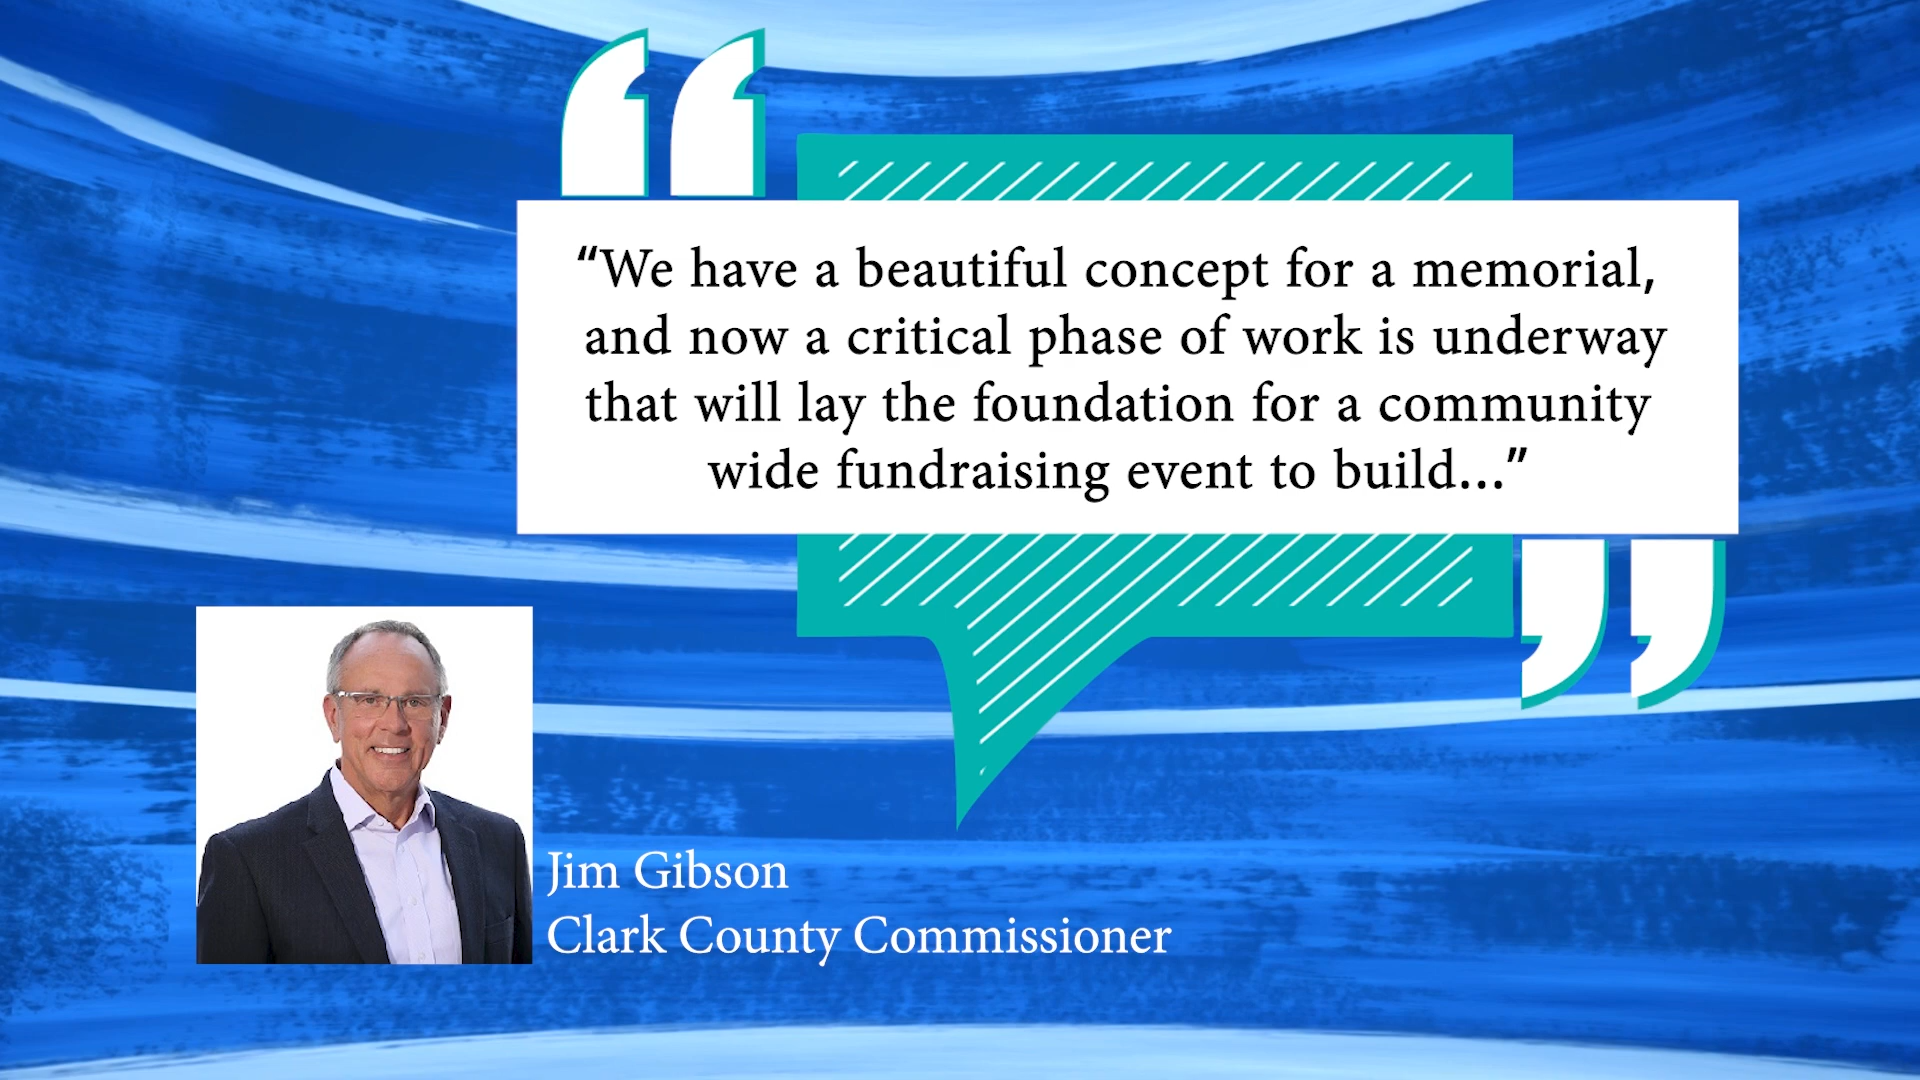 “We have a beautiful concept for a memorial,
and now a critical phase of work is underway
that will lay the foundation for a community
wide fundraising event to build...”
Jim Gibson
Clark County Commissioner